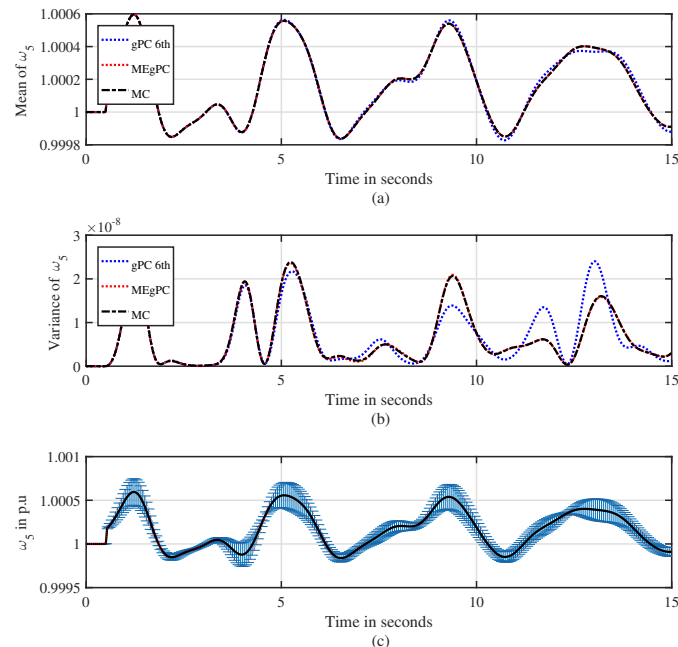 1.0006
1.0002
1
0.9998
Mean of ω5
gPC 6th
MEgPC
MC
0
5
10
15
Time in seconds
(a)
×10-8
3
2
1
0
Variance of ω5
gPC 6th
MEgPC
MC
0
5
10
15
Time in seconds
(b)
1.001
1.0005
1
0.9995
ω5 in p.u
0
5
10
15
Time in seconds
(c)